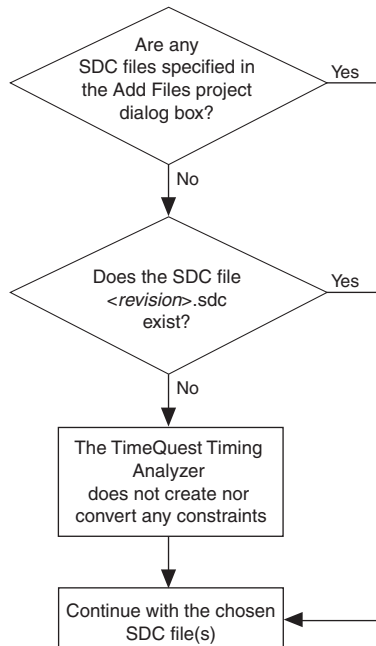 Are any
SDC files specified in
the Add Files project
dialog box?
Yes
No
Does the SDC file
<revision>.sdc
exist?
Yes
No
The TimeQuest Timing
Analyzer
does not create nor
convert any constraints
Continue with the chosen
SDC file(s)